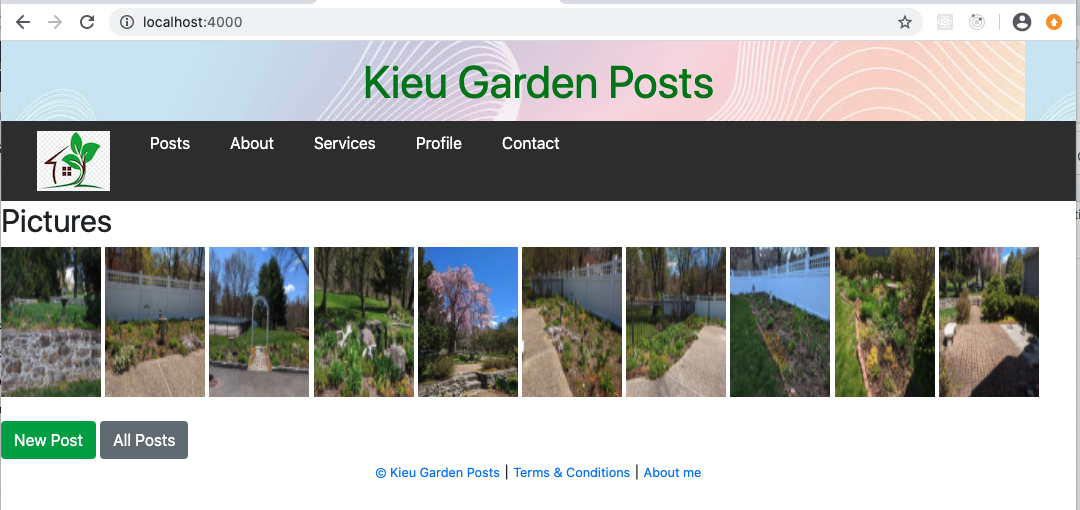 localhost:4000
Kieu Garden Posts
Posts About Services Profile Contact
Pictures
New Post All Posts
© Kieu Garden Posts | Terms & Conditions | About me